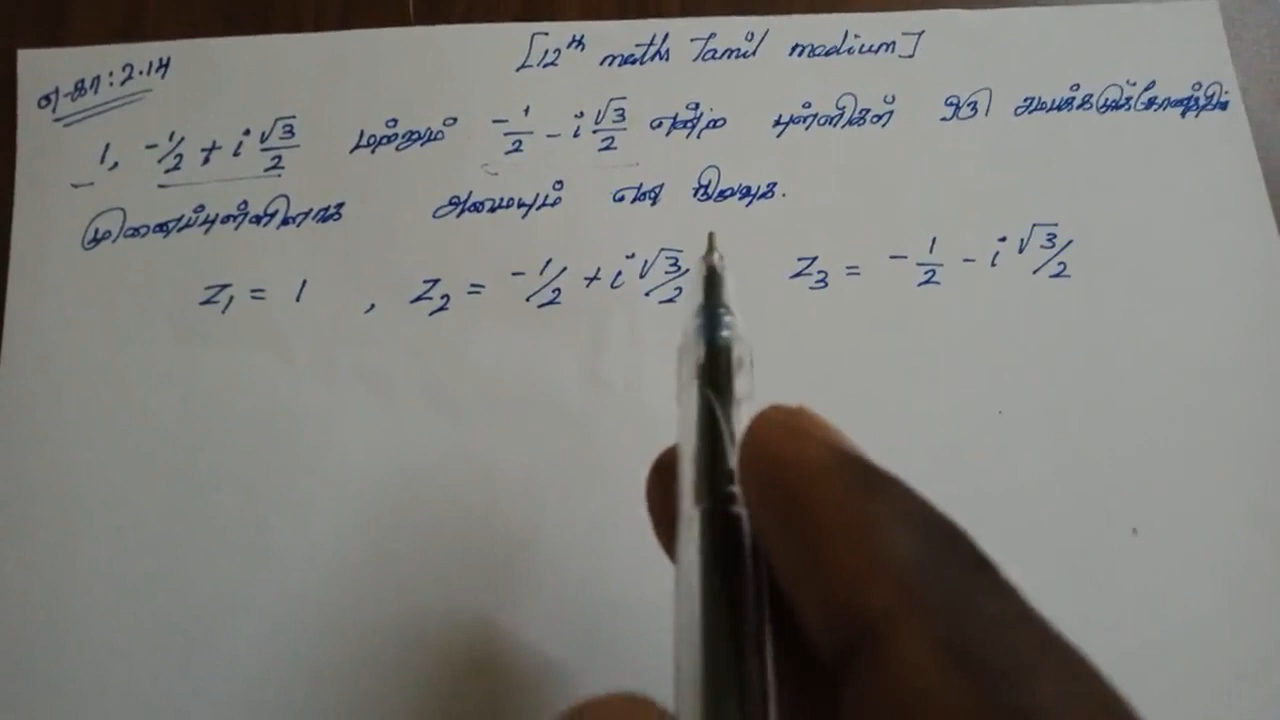 [12th maths Tamil medium]
எ.கா : 2.14
1, -1/2 + i √3/2 மற்றும் -1/2 - i √3/2 என்ற புள்ளிகள் ஒரு சமபக்க முக்கோணத்தின்
முனைப்புள்ளிளாக அமையும் என நிறுவுக.
Z₁ = 1 , Z₂ = -1/2 + i √3/2 Z₃ = -1/2 - i √3/2